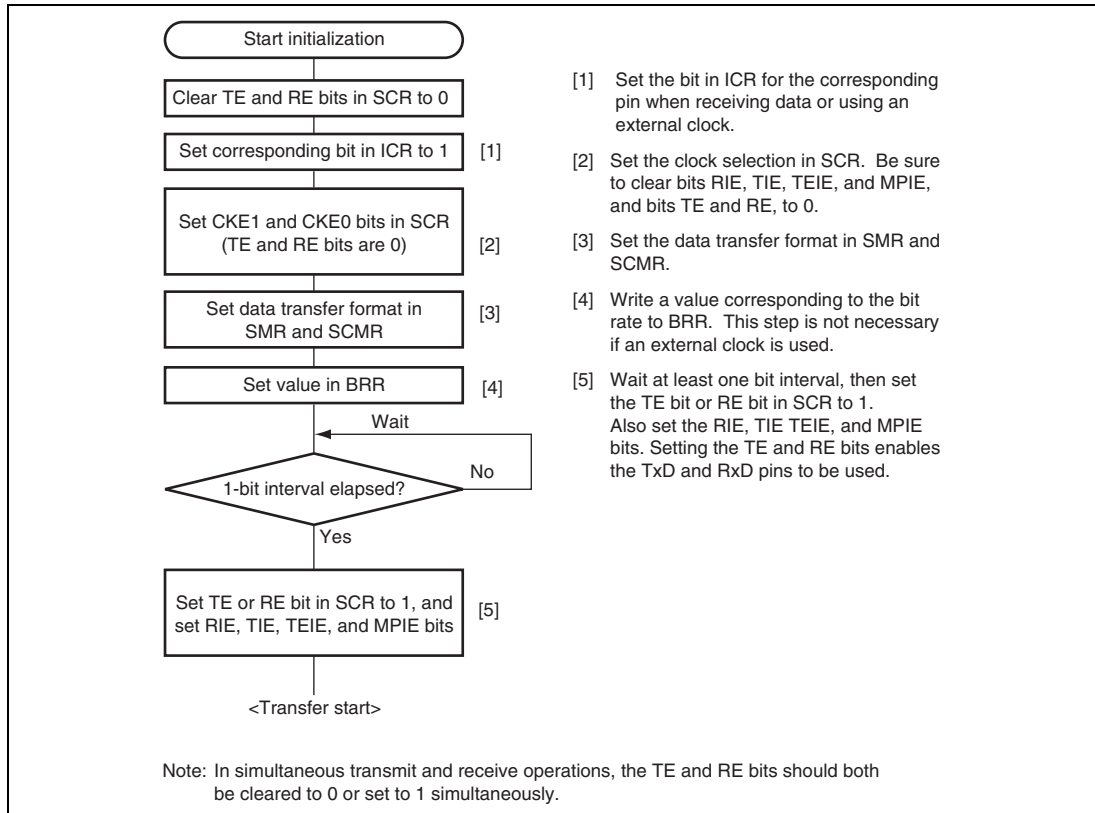 Start initialization
Clear TE and RE bits in SCR to 0
Set corresponding bit in ICR to 1
[1]
Set CKE1 and CKE0 bits in SCR
(TE and RE bits are 0)
[2]
Set data transfer format in
SMR and SCMR
[3]
Set value in BRR
[4]
Wait
No
1-bit interval elapsed?
Yes
Set TE or RE bit in SCR to 1, and
set RIE, TIE, TEIE, and MPIE bits
[5]
<Transfer start>
[1] Set the bit in ICR for the corresponding
pin when receiving data or using an
external clock.
[2] Set the clock selection in SCR. Be sure
to clear bits RIE, TIE, TEIE, and MPIE,
and bits TE and RE, to 0.
[3] Set the data transfer format in SMR and
SCMR.
[4] Write a value corresponding to the bit
rate to BRR. This step is not necessary
if an external clock is used.
[5] Wait at least one bit interval, then set
the TE bit or RE bit in SCR to 1.
Also set the RIE, TIE TEIE, and MPIE
bits. Setting the TE and RE bits enables
the TxD and RxD pins to be used.
Note: In simultaneous transmit and receive operations, the TE and RE bits should both
be cleared to 0 or set to 1 simultaneously.